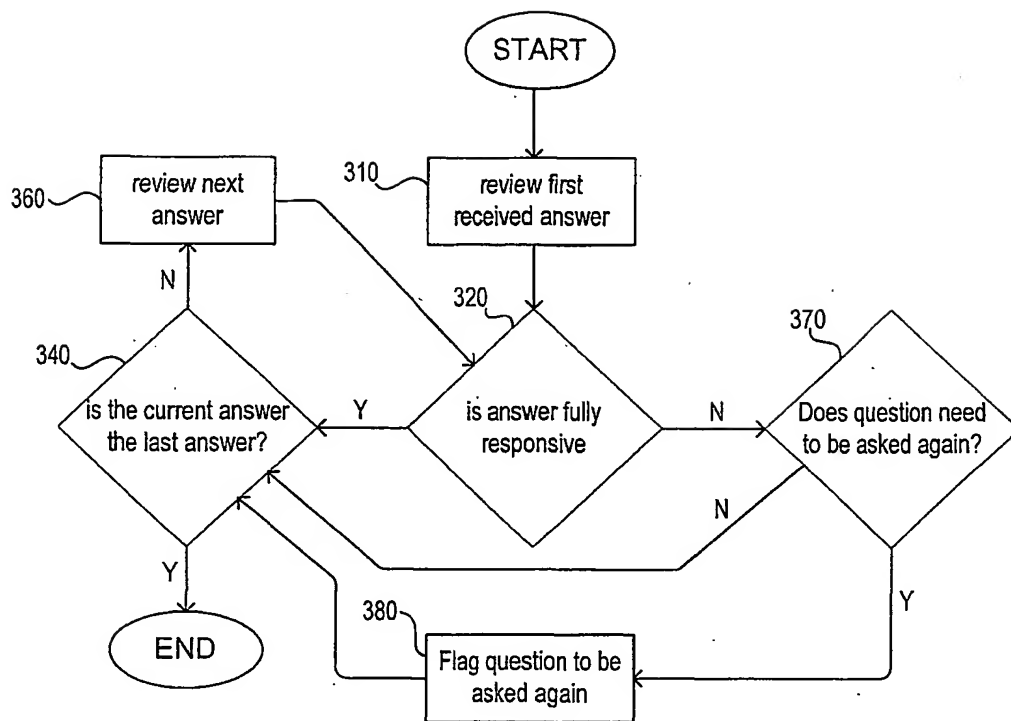 START
310
review first
received answer
360
review next
answer
N
320
is answer fully
responsive
340
is the current answer
the last answer?
Y
N
370
Does question need
to be asked again?
N
Y
Y
END
380
Flag question to be
asked again